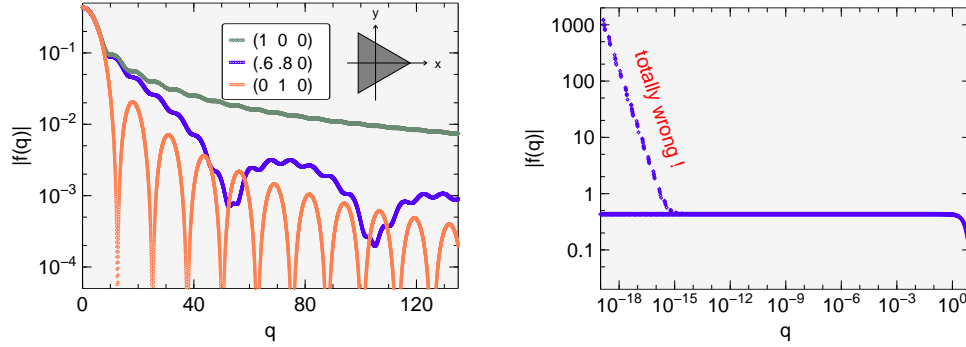 |f(q)|
10⁻¹
10⁻²
10⁻³
10⁻⁴
(1 0 0)
(.6 .8 0)
(0 1 0)
y
x
0 40 80 120
q
|f(q)|
1000
100
10
1
0.1
totally wrong !
10⁻¹⁸ 10⁻¹⁵ 10⁻¹² 10⁻⁹ 10⁻⁶ 10⁻³ 10⁰
q